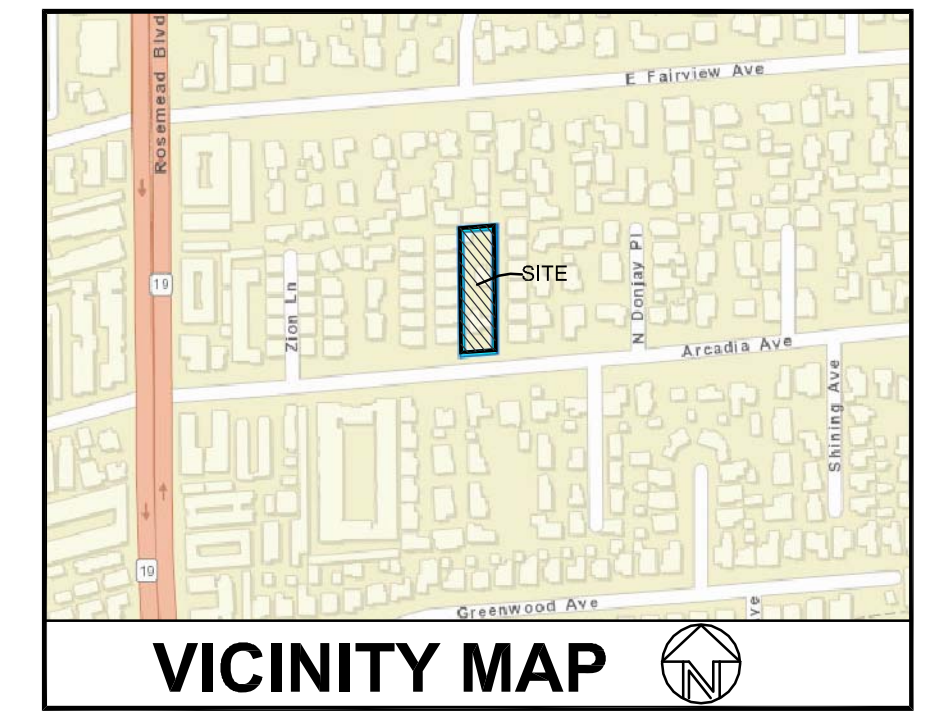 Rosemead Blvd
E Fairview Ave
19
SITE
Zion Ln
N Donjay Pl
Arcadia Ave
Shining Ave
19
Greenwood Ave
ve
VICINITY MAP
N